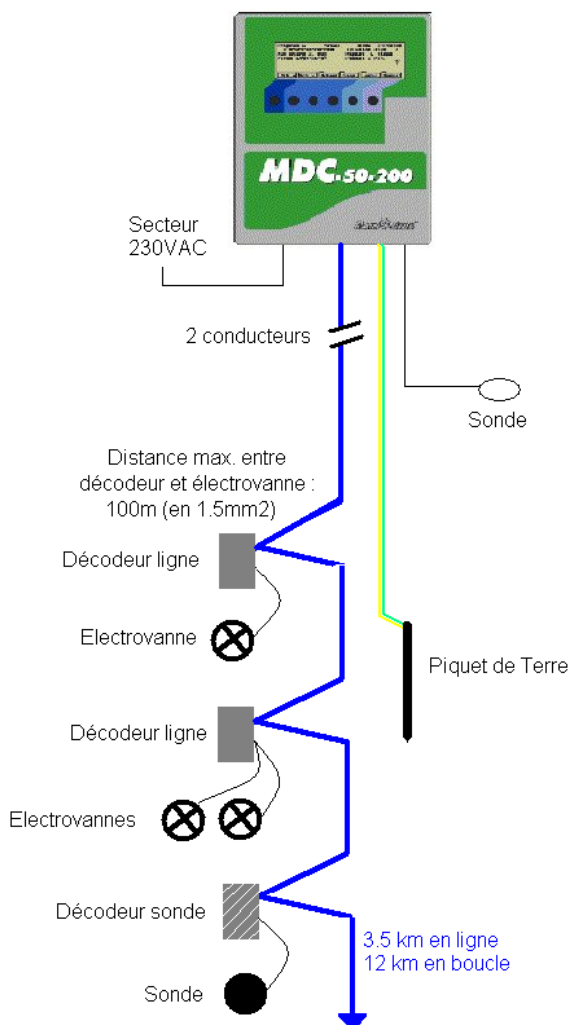 MDC-50-200
Secteur
230VAC
2 conducteurs
Sonde
Distance max. entre
décodeur et électrovanne :
100m (en 1.5mm2)
Décodeur ligne
Electrovanne
Piquet de Terre
Décodeur ligne
Electrovannes
Décodeur sonde
3.5 km en ligne
12 km en boucle
Sonde